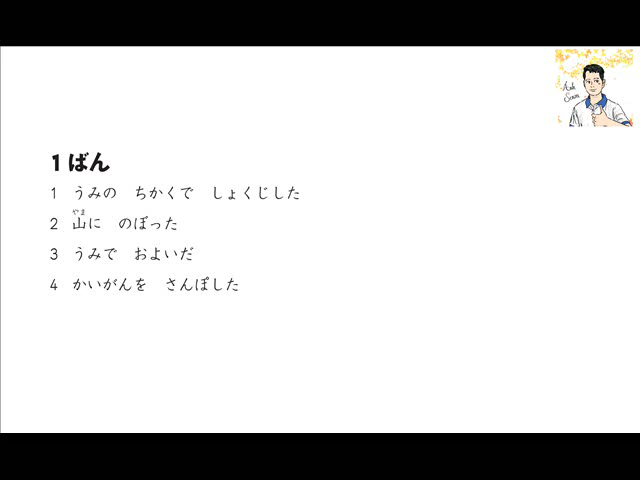 1 ばん
1 うみの ちかくで しょくじした
やま
2 山に のぼった
3 うみで およいだ
4 かいがんを さんぽした